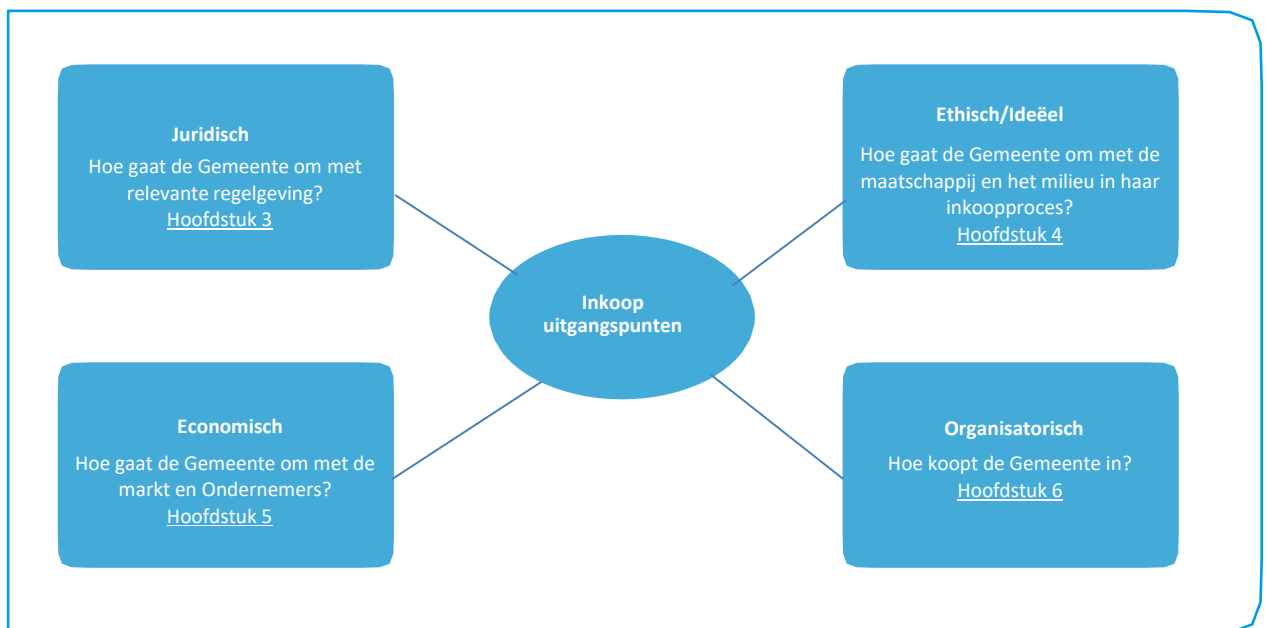 Juridisch
Hoe gaat de Gemeente om met
relevante regelgeving?
Hoofdstuk 3
Ethisch/Ideëel
Hoe gaat de Gemeente om met de
maatschappij en het milieu in haar
inkoopproces?
Hoofdstuk 4
Inkoop
uitgangspunten
Economisch
Hoe gaat de Gemeente om met de
markt en Ondernemers?
Hoofdstuk 5
Organisatorisch
Hoe koopt de Gemeente in?
Hoofdstuk 6